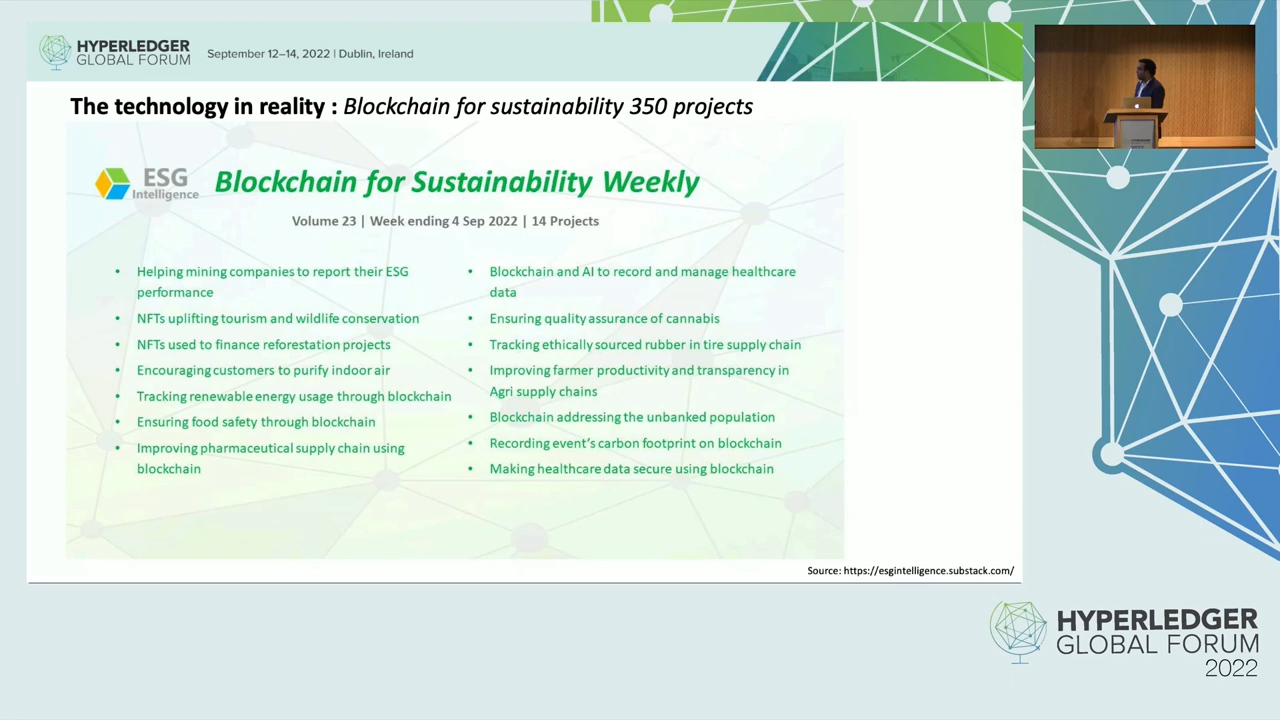 HYPERLEDGER
GLOBAL FORUM
September 12–14, 2022 | Dublin, Ireland
The technology in reality : Blockchain for sustainability 350 projects
ESG
Intelligence
Blockchain for Sustainability Weekly
Volume 23 | Week ending 4 Sep 2022 | 14 Projects
• Helping mining companies to report their ESG
performance
• NFTs uplifting tourism and wildlife conservation
• NFTs used to finance reforestation projects
• Encouraging customers to purify indoor air
• Tracking renewable energy usage through blockchain
• Ensuring food safety through blockchain
• Improving pharmaceutical supply chain using
blockchain
• Blockchain and AI to record and manage healthcare
data
• Ensuring quality assurance of cannabis
• Tracking ethically sourced rubber in tire supply chain
• Improving farmer productivity and transparency in
Agri supply chains
• Blockchain addressing the unbanked population
• Recording event's carbon footprint on blockchain
• Making healthcare data secure using blockchain
Source: https://esgintelligence.substack.com/
HYPERLEDGER
HYPERLEDGER
GLOBAL FORUM
2022